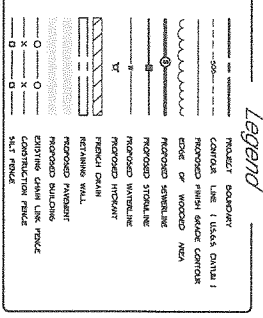 Legend
PROJECT BOUNDARY
CONTOUR LINE ( U.S.G.S. DATUM )
PROPOSED FINISH GRADE CONTOUR
EDGE OF WOODED AREA
PROPOSED SEWERLINE
PROPOSED STORMLINE
PROPOSED WATERLINE
PROPOSED HYDRANT
FRENCH DRAIN
RETAINING WALL
PROPOSED PAVEMENT
PROPOSED BUILDING
EXISTING CHAIN LINK FENCE
CONSTRUCTION FENCE
SILT FENCE